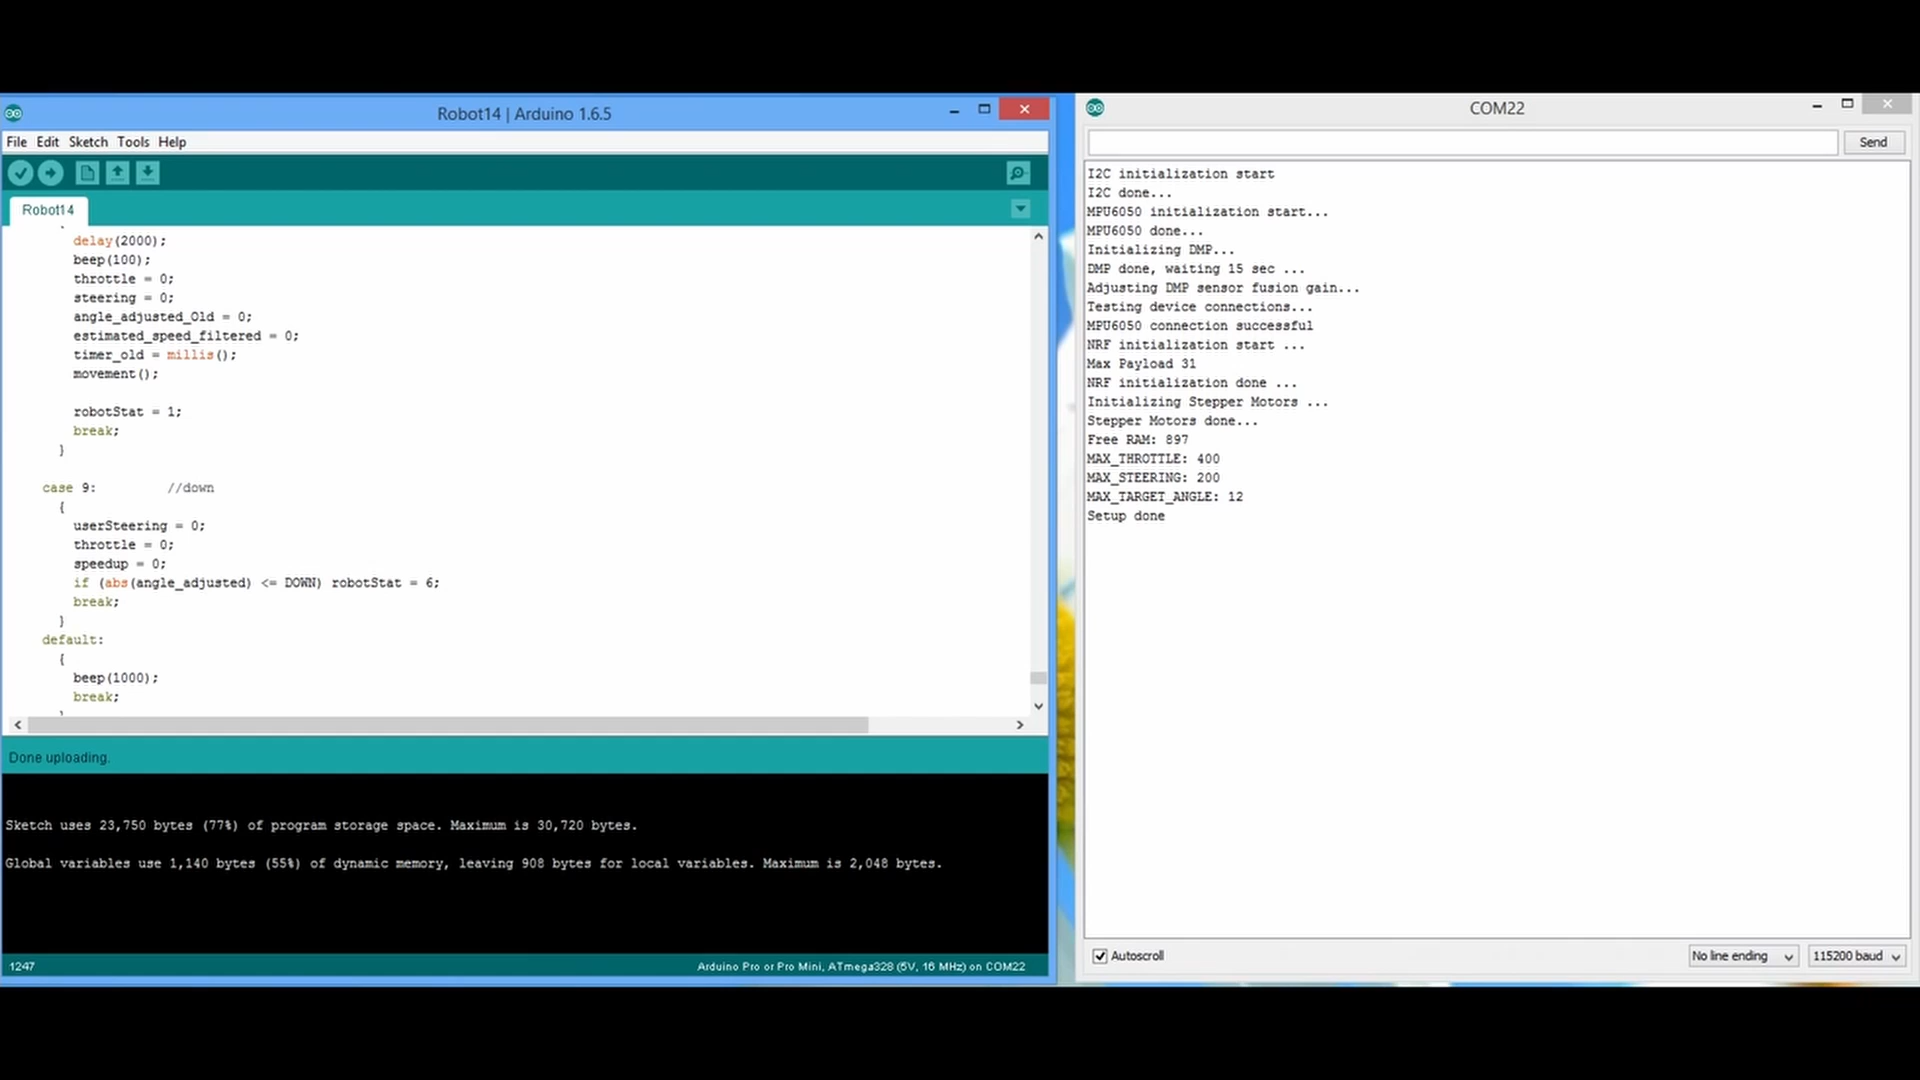 Robot14 | Arduino 1.6.5
File Edit Sketch Tools Help
Robot14
delay(2000);
beep(100);
throttle = 0;
steering = 0;
angle_adjusted_Old = 0;
estimated_speed_filtered = 0;
timer_old = millis();
movement();
robotStat = 1;
break;
}
case 9: //down
{
userSteering = 0;
throttle = 0;
speedup = 0;
if (abs(angle_adjusted) <= DOWN) robotStat = 6;
break;
}
default:
{
beep(1000);
break;
Done uploading.
Sketch uses 23,750 bytes (77%) of program storage space. Maximum is 30,720 bytes.
Global variables use 1,140 bytes (55%) of dynamic memory, leaving 908 bytes for local variables. Maximum is 2,048 bytes.
1247
Arduino Pro or Pro Mini, ATmega328 (5V, 16 MHz) on COM22
COM22
Send
I2C initialization start
I2C done...
MPU6050 initialization start...
MPU6050 done...
Initializing DMP...
DMP done, waiting 15 sec ...
Adjusting DMP sensor fusion gain...
Testing device connections...
MPU6050 connection successful
NRF initialization start ...
Max Payload 31
NRF initialization done ...
Initializing Stepper Motors ...
Stepper Motors done...
Free RAM: 897
MAX_THROTTLE: 400
MAX_STEERING: 200
MAX_TARGET_ANGLE: 12
Setup done
Autoscroll
No line ending
115200 baud